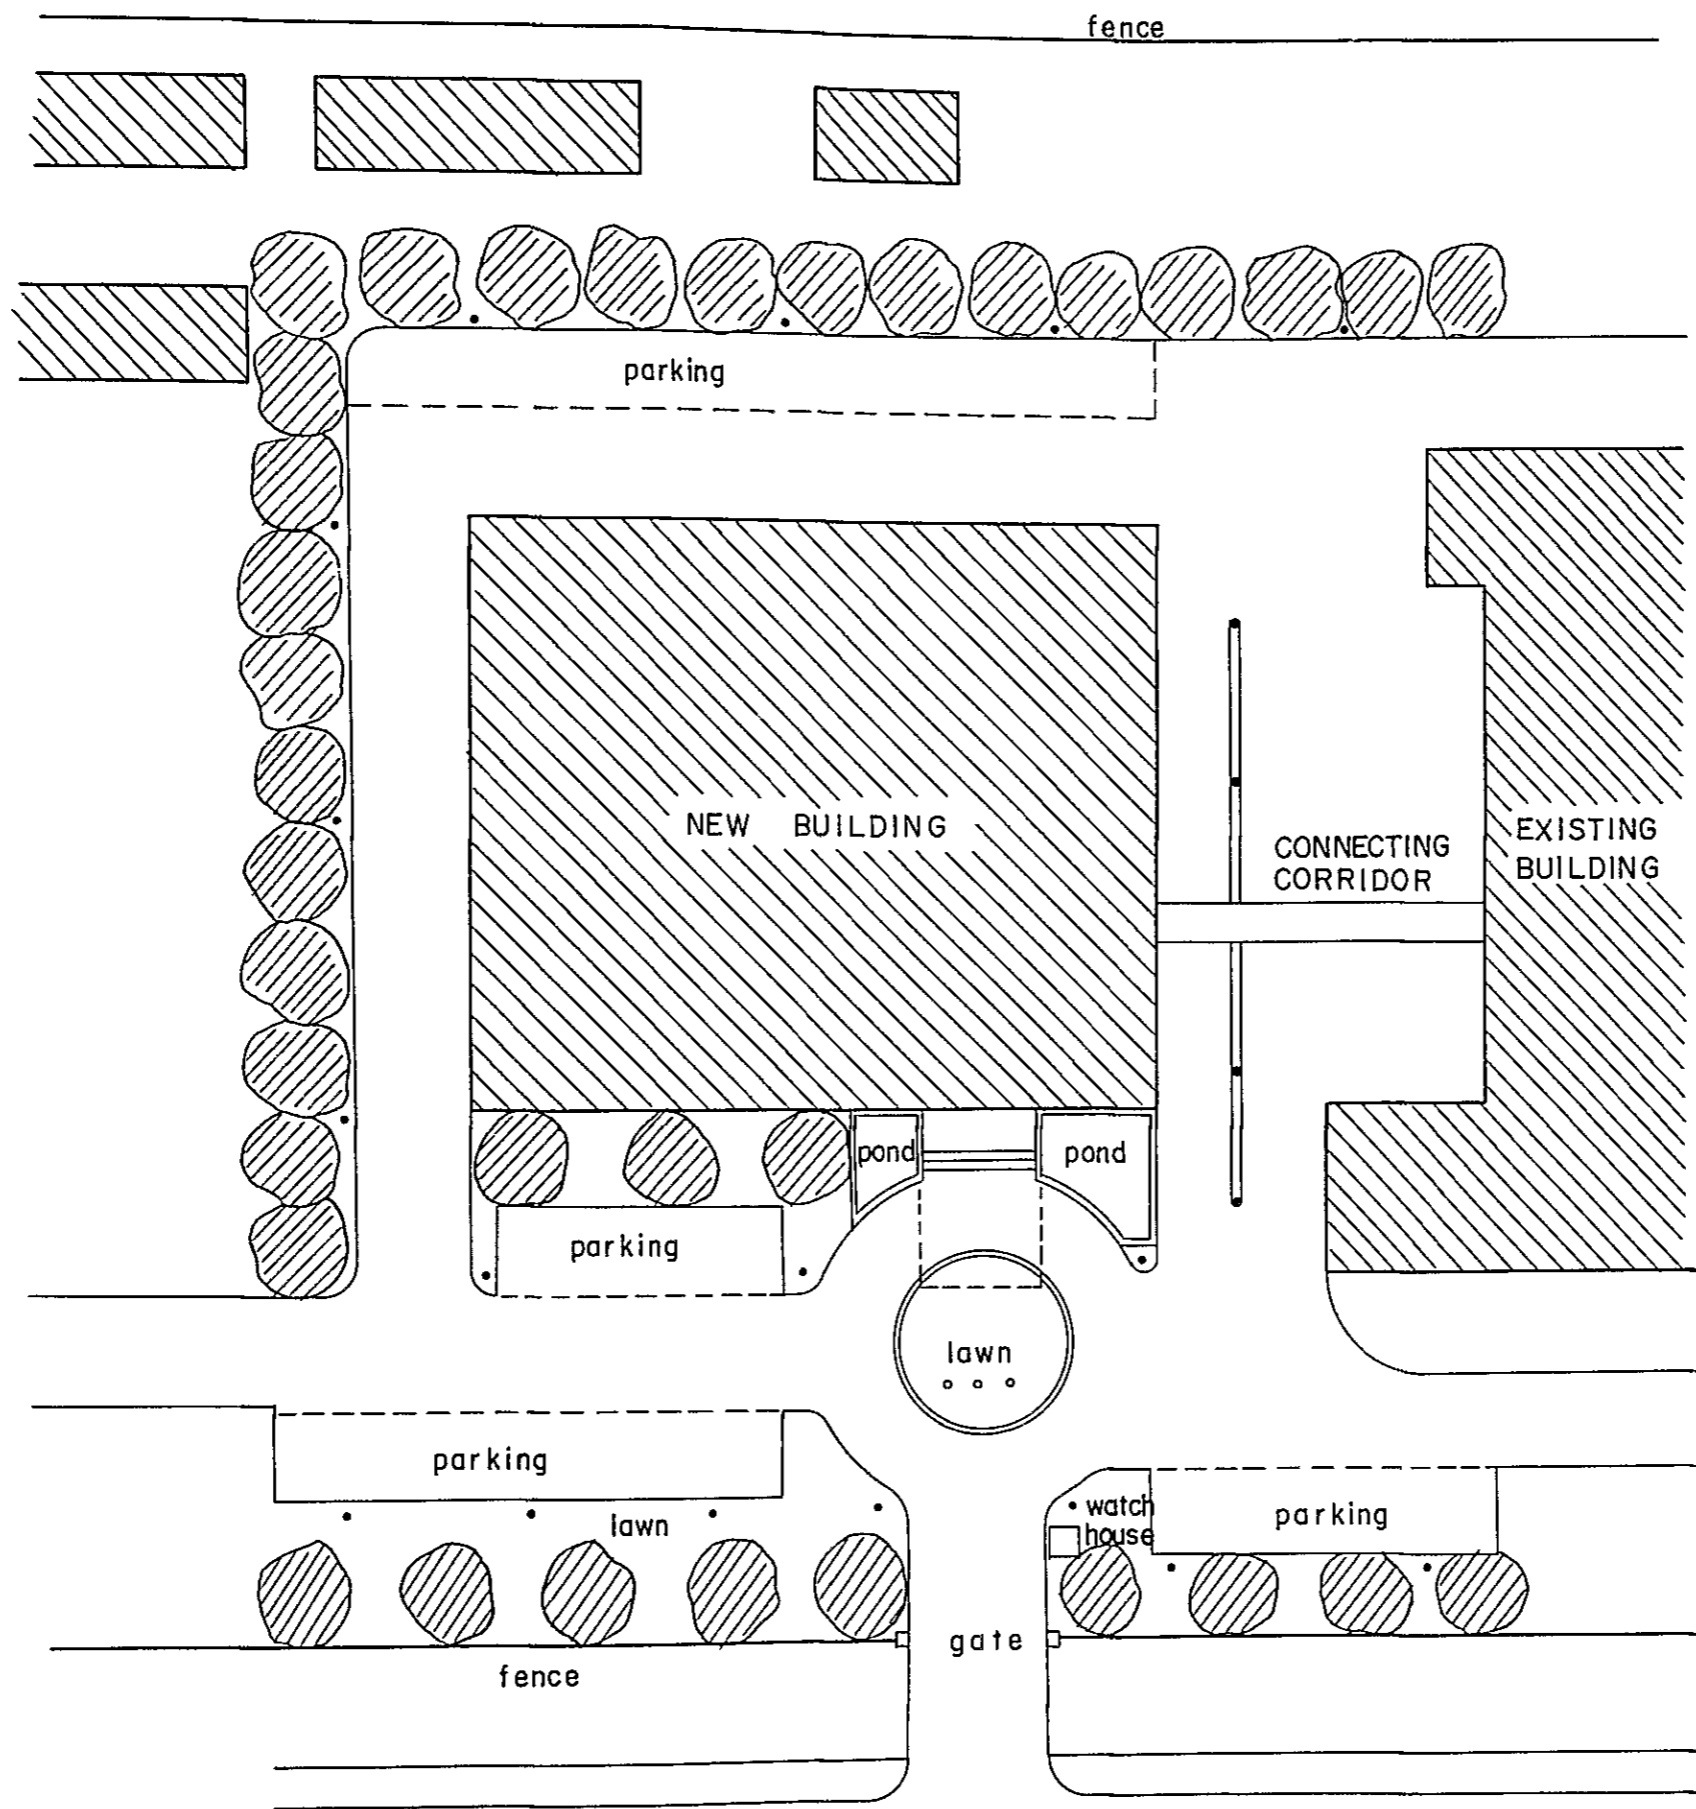 fence
parking
NEW BUILDING
CONNECTING
CORRIDOR
EXISTING
BUILDING
pond
pond
parking
lawn
parking
lawn
watch
house
parking
gate
fence